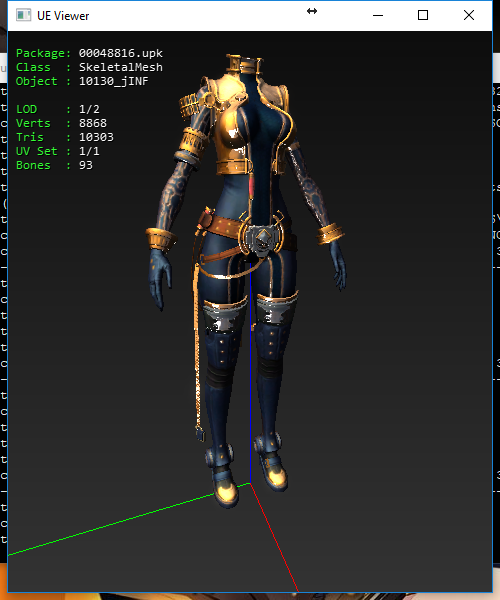 UE Viewer
Package: 00048816.upk
Class : SkeletalMesh
Object : 10130_jINF
LOD : 1/2
Verts : 8868
Tris : 10303
UV Set : 1/1
Bones : 93